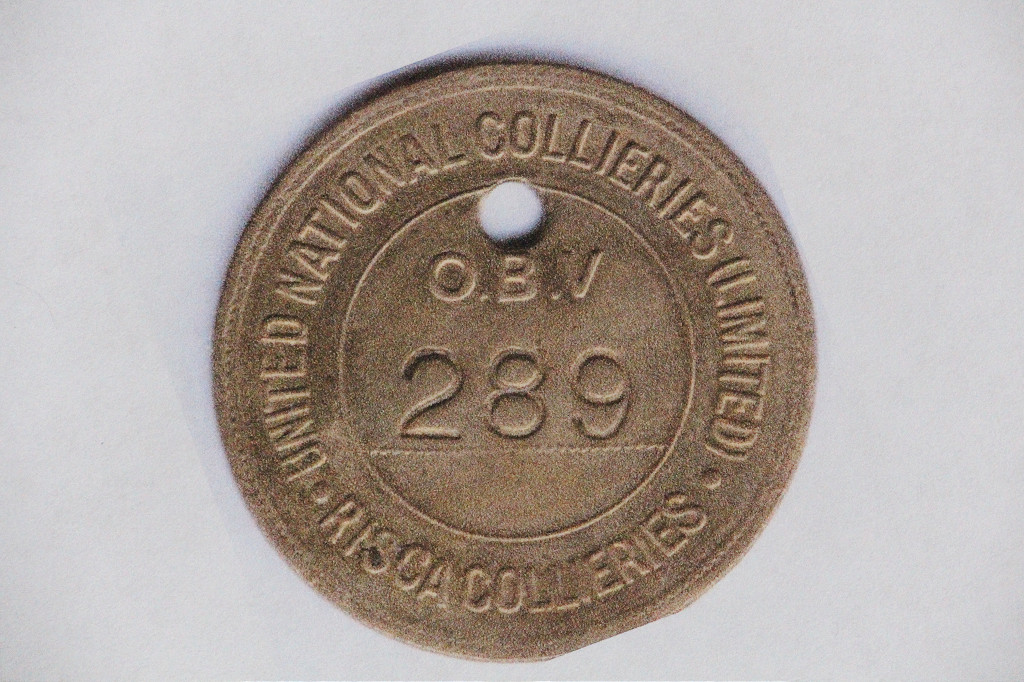 UNITED NATIONAL COLLIERIES (LIMITED)
O.B.V
289
• RISCA COLLIERIES •